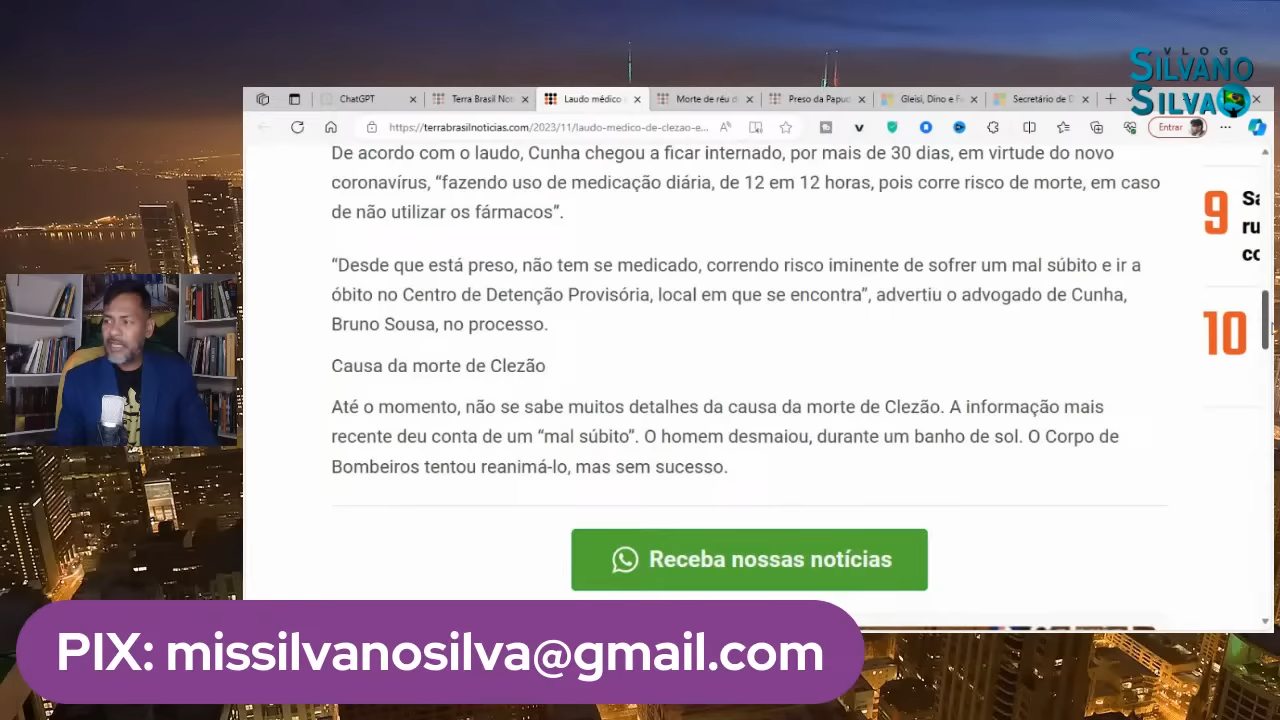 VLOG
SILVANO
SILVA
ChatGPT
Terra Brasil Not
Laudo médico
Morte de réu d
Preso da Papuc
Gleisi, Dino e F
Secretário de D
https://terrabrasilnoticias.com/2023/11/laudo-medico-de-clezao-e...
Entrar
De acordo com o laudo, Cunha chegou a ficar internado, por mais de 30 dias, em virtude do novo
coronavírus, “fazendo uso de medicação diária, de 12 em 12 horas, pois corre risco de morte, em caso
de não utilizar os fármacos”.
“Desde que está preso, não tem se medicado, correndo risco iminente de sofrer um mal súbito e ir a
óbito no Centro de Detenção Provisória, local em que se encontra”, advertiu o advogado de Cunha,
Bruno Sousa, no processo.
Causa da morte de Clezão
Até o momento, não se sabe muitos detalhes da causa da morte de Clezão. A informação mais
recente deu conta de um “mal súbito”. O homem desmaiou, durante um banho de sol. O Corpo de
Bombeiros tentou reanimá-lo, mas sem sucesso.
Receba nossas notícias
9
Sa
ru
co
10
PIX: missilvanosilva@gmail.com